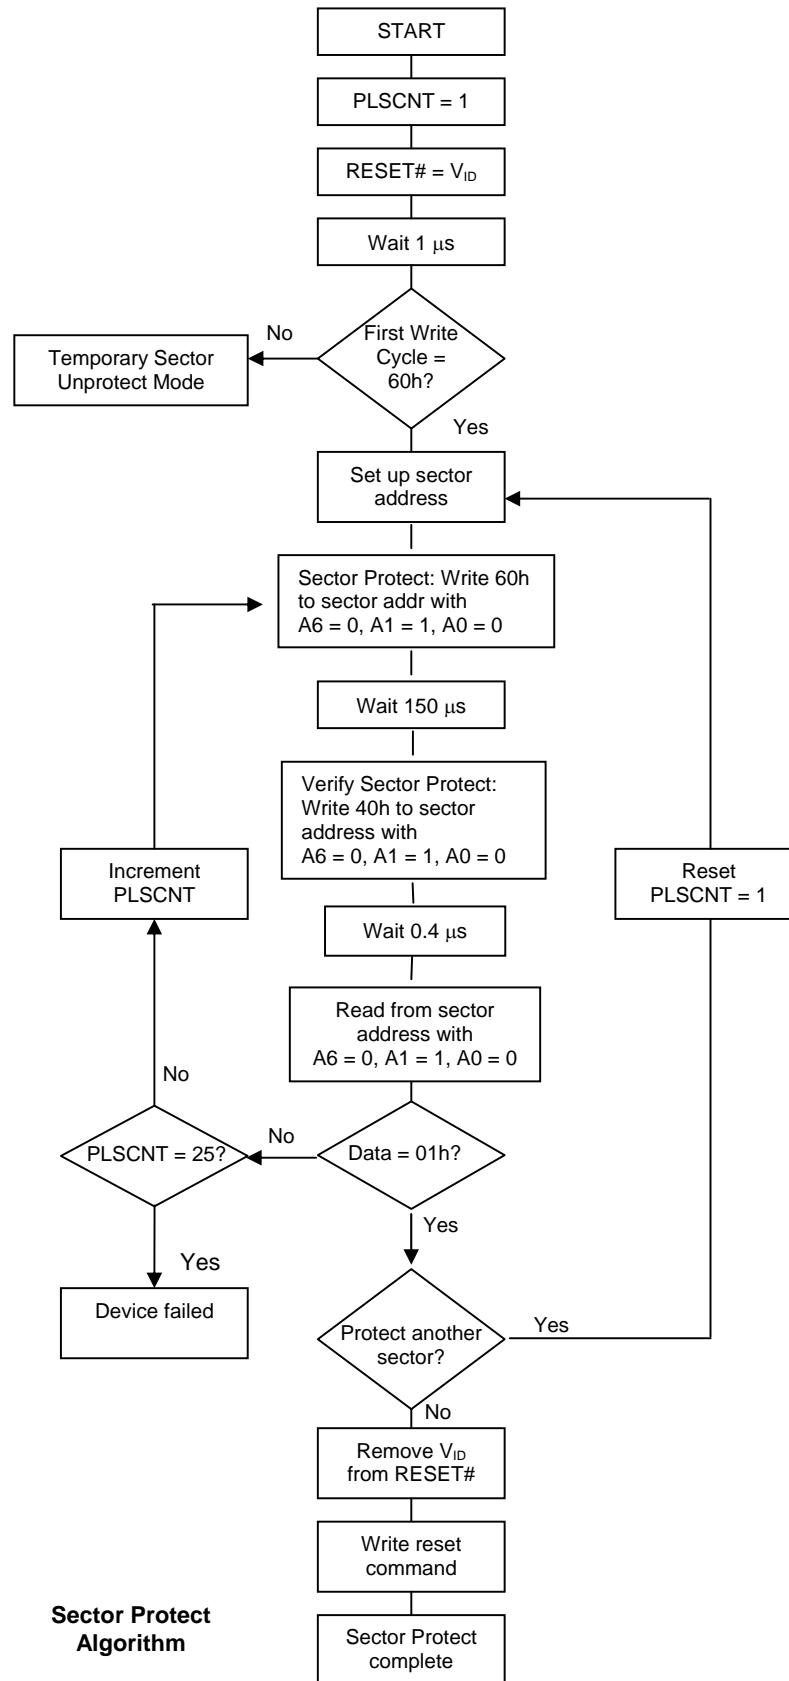 START
PLSCNT = 1
RESET# = VID
Wait 1 μs
First Write
Cycle =
60h?
No
Temporary Sector
Unprotect Mode
Yes
Set up sector
address
Sector Protect: Write 60h
to sector addr with
A6 = 0, A1 = 1, A0 = 0
Wait 150 μs
Verify Sector Protect:
Write 40h to sector
address with
A6 = 0, A1 = 1, A0 = 0
Increment
PLSCNT
Reset
PLSCNT = 1
Wait 0.4 μs
Read from sector
address with
A6 = 0, A1 = 1, A0 = 0
No
PLSCNT = 25?
No
Data = 01h?
Yes
Yes
Device failed
Protect another
sector?
Yes
No
Remove VID
from RESET#
Write reset
command
Sector Protect
complete
Sector Protect
Algorithm